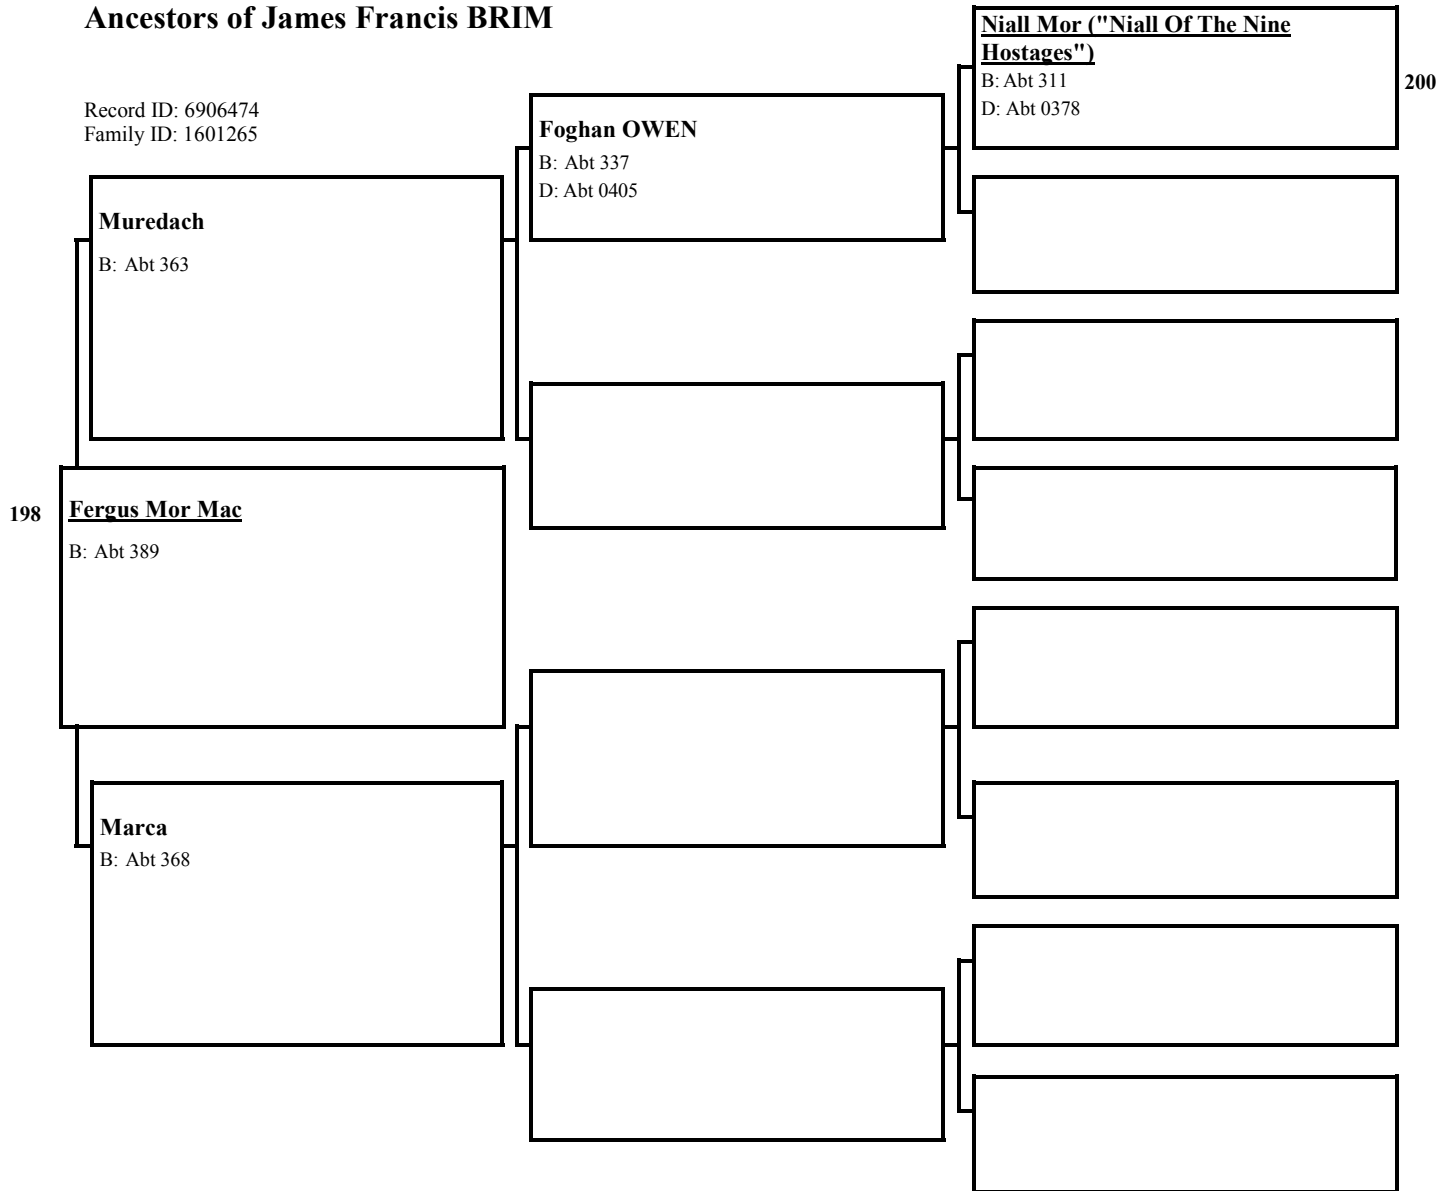 Ancestors of James Francis BRIM
Record ID: 6906474
Family ID: 1601265
Niall Mor ("Niall Of The Nine
Hostages")
B: Abt 311
D: Abt 0378
200
Foghan OWEN
B: Abt 337
D: Abt 0405
Muredach
B: Abt 363
198
Fergus Mor Mac
B: Abt 389
Marca
B: Abt 368